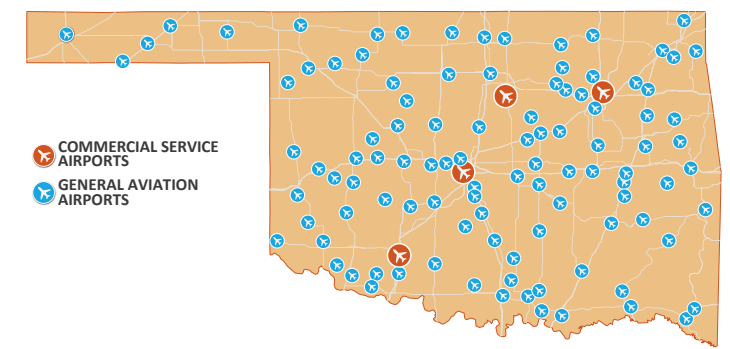 COMMERCIAL SERVICE
AIRPORTS
GENERAL AVIATION
AIRPORTS